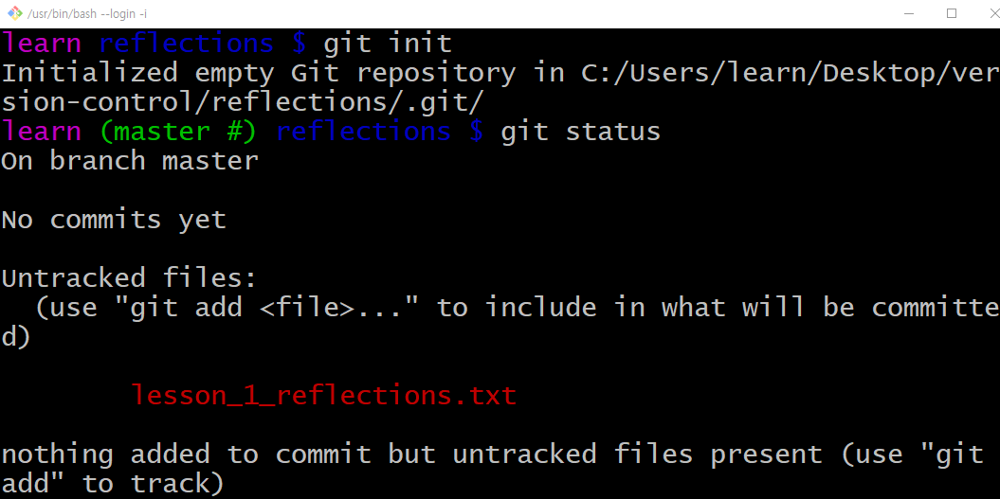 /usr/bin/bash --login -i
learn reflections $ git init
Initialized empty Git repository in C:/Users/learn/Desktop/ver
sion-control/reflections/.git/
learn (master #) reflections $ git status
On branch master
No commits yet
Untracked files:
  (use "git add <file>..." to include in what will be committe
d)
        lesson_1_reflections.txt
nothing added to commit but untracked files present (use "git
add" to track)